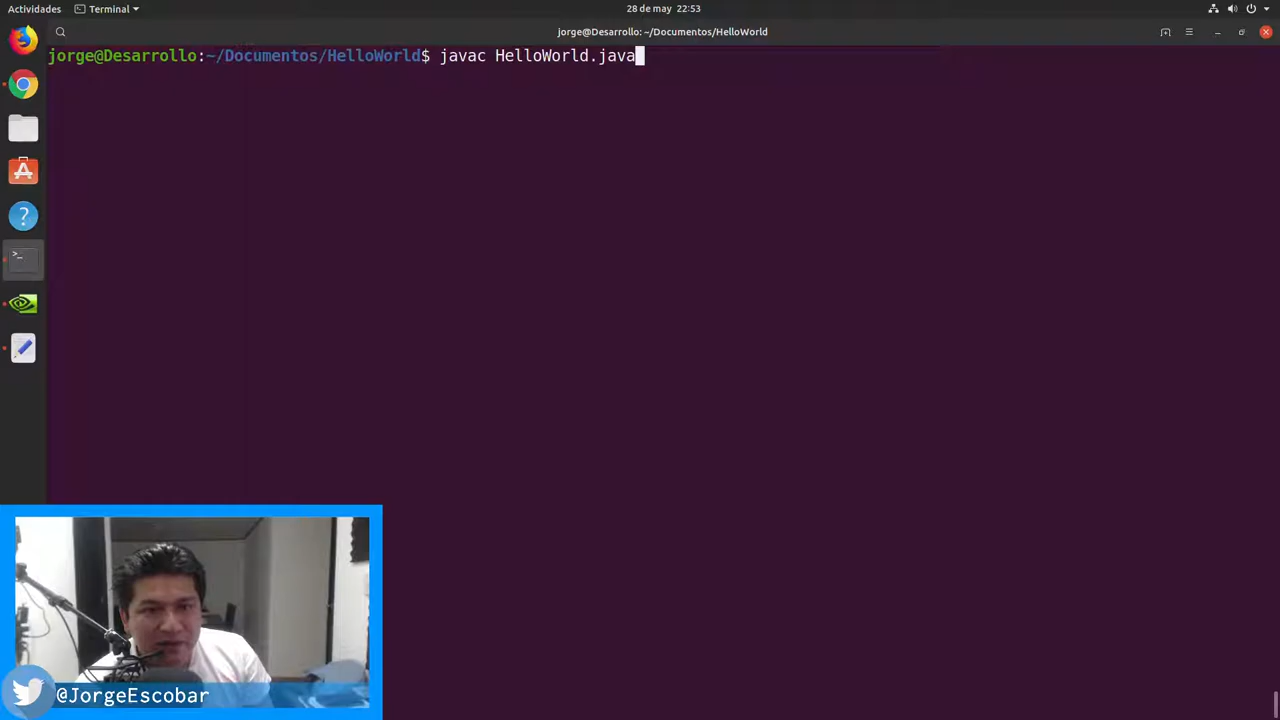 Actividades
Terminal
28 de may 22:53
jorge@Desarrollo: ~/Documentos/HelloWorld
jorge@Desarrollo:~/Documentos/HelloWorld$ javac HelloWorld.java
@JorgeEscobar